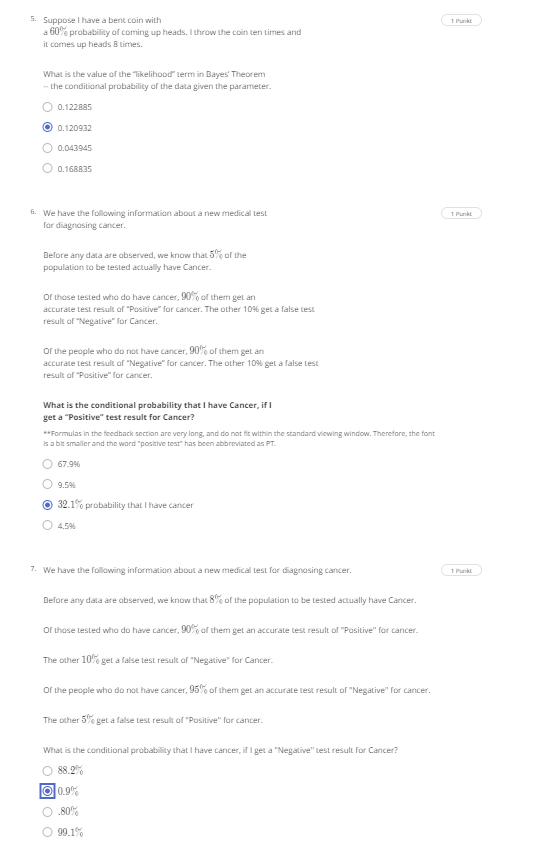 5. Suppose I have a bent coin with 1 Punkt
a 60% probability of coming up heads. I throw the coin ten times and
it comes up heads 8 times.
What is the value of the "likelihood" term in Bayes' Theorem
-- the conditional probability of the data given the parameter.
0.122885
0.120932
0.043945
0.168835
6. We have the following information about a new medical test 1 Punkt
for diagnosing cancer.
Before any data are observed, we know that 5% of the
population to be tested actually have Cancer.
Of those tested who do have cancer, 90% of them get an
accurate test result of "Positive" for cancer. The other 10% get a false test
result of "Negative" for Cancer.
Of the people who do not have cancer, 90% of them get an
accurate test result of "Negative" for cancer. The other 10% get a false test
result of "Positive" for cancer.
What is the conditional probability that I have Cancer, if I
get a "Positive" test result for Cancer?
**Formulas in the feedback section are very long, and do not fit within the standard viewing window. Therefore, the font
is a bit smaller and the word "positive test" has been abbreviated as PT.
67.9%
9.5%
32.1% probability that I have cancer
4.5%
7. We have the following information about a new medical test for diagnosing cancer. 1 Punkt
Before any data are observed, we know that 8% of the population to be tested actually have Cancer.
Of those tested who do have cancer, 90% of them get an accurate test result of "Positive" for cancer.
The other 10% get a false test result of "Negative" for Cancer.
Of the people who do not have cancer, 95% of them get an accurate test result of "Negative" for cancer.
The other 5% get a false test result of "Positive" for cancer.
What is the conditional probability that I have cancer, if I get a "Negative" test result for Cancer?
88.2%
0.9%
.80%
99.1%